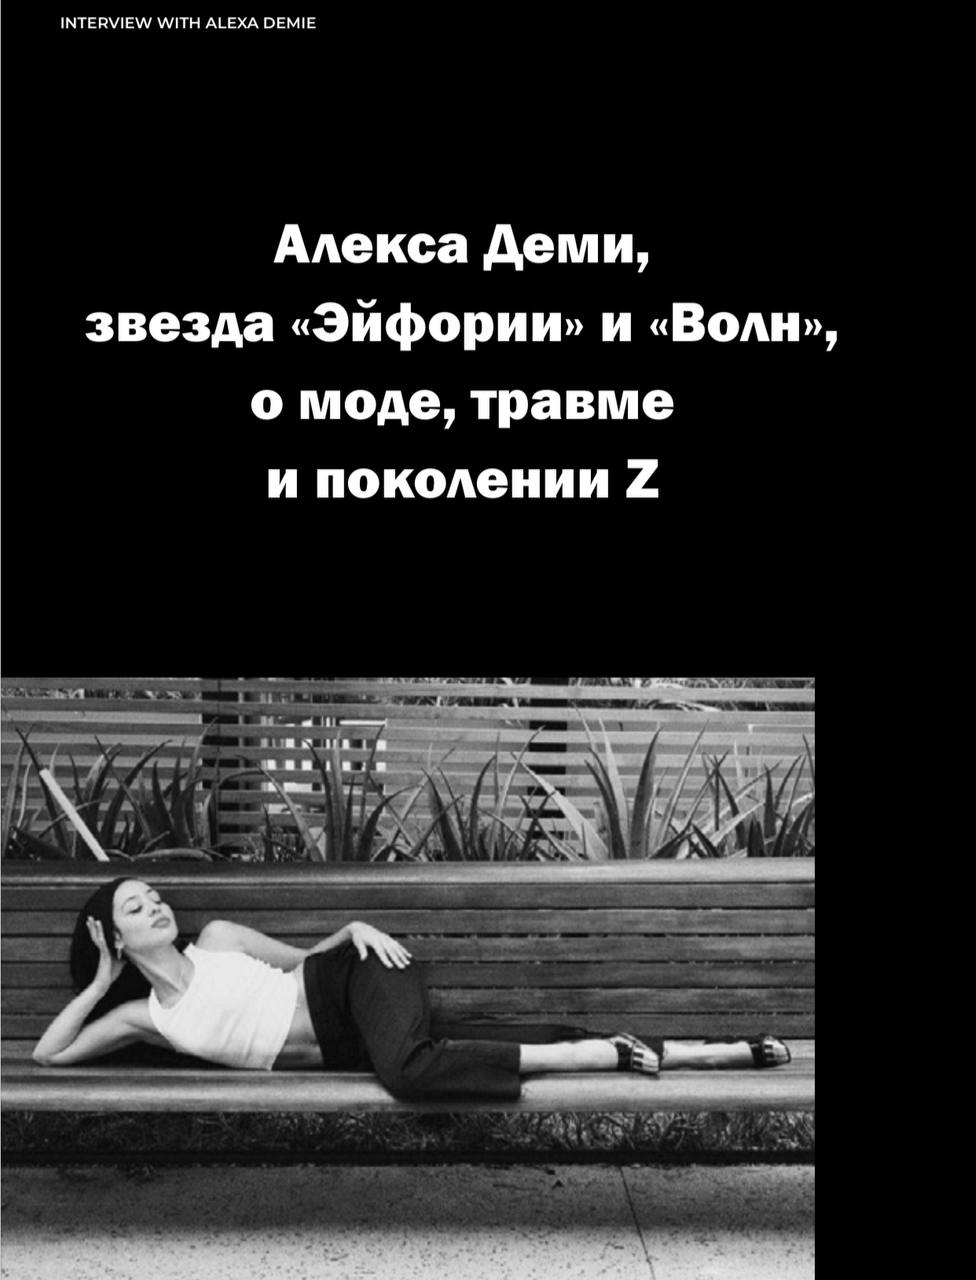 INTERVIEW WITH ALEXA DEMIE
Алекса Деми,
звезда «Эйфории» и «Волн»,
о моде, травме
и поколении Z